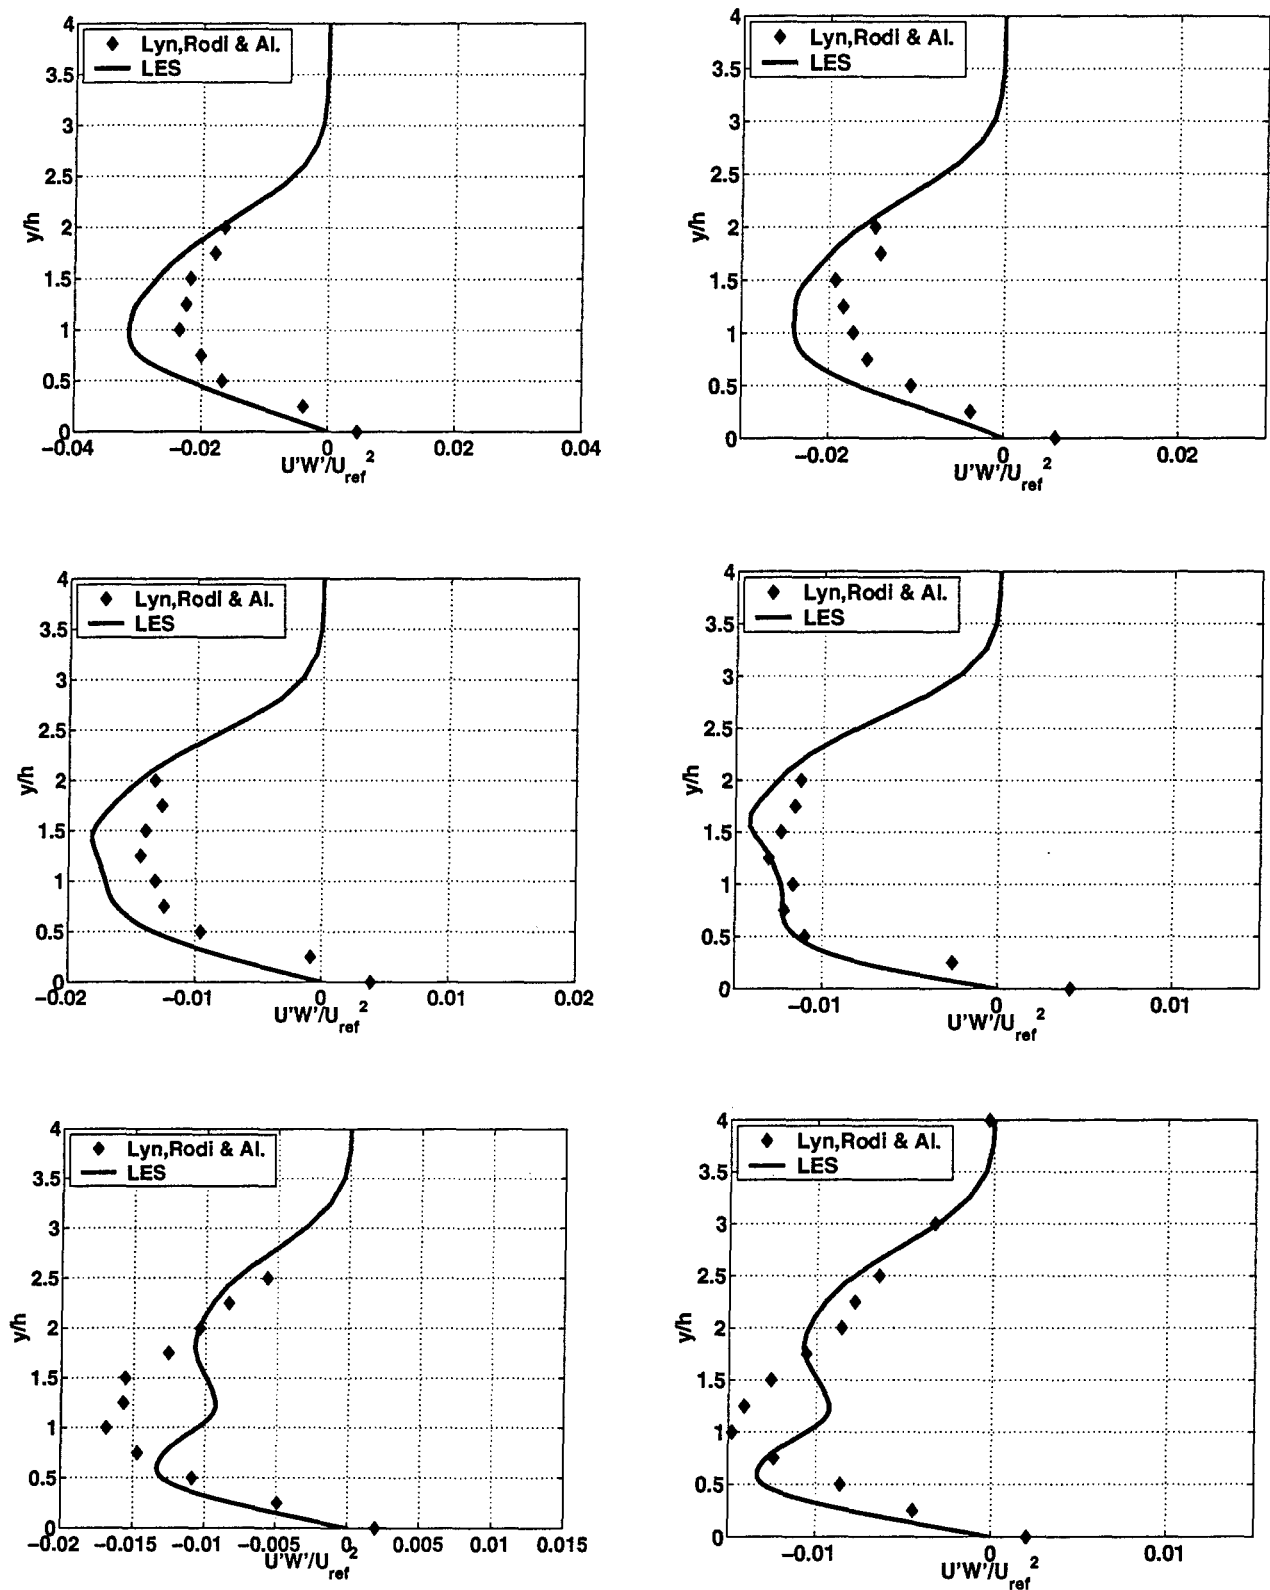 4
Lyn,Rodi & Al.
LES
3.5
3
2.5
2
1.5
1
0.5
0
y/h
−0.04 −0.02 0 0.02 0.04
U'W'/U_ref^2
4
Lyn,Rodi & Al.
LES
3.5
3
2.5
2
1.5
1
0.5
0
y/h
−0.02 0 0.02
U'W'/U_ref^2
4
Lyn,Rodi & Al.
LES
3.5
3
2.5
2
1.5
1
0.5
0
y/h
−0.02 −0.01 0 0.01 0.02
U'W'/U_ref^2
4
Lyn,Rodi & Al.
LES
3.5
3
2.5
2
1.5
1
0.5
0
y/h
−0.01 0 0.01
U'W'/U_ref^2
4
Lyn,Rodi & Al.
LES
3.5
3
2.5
2
1.5
1
0.5
0
y/h
−0.02 −0.015 −0.01 −0.005 0 0.005 0.01 0.015
U'W'/U_ref^2
4
Lyn,Rodi & Al.
LES
3.5
3
2.5
2
1.5
1
0.5
0
y/h
−0.01 0 0.01
U'W'/U_ref^2